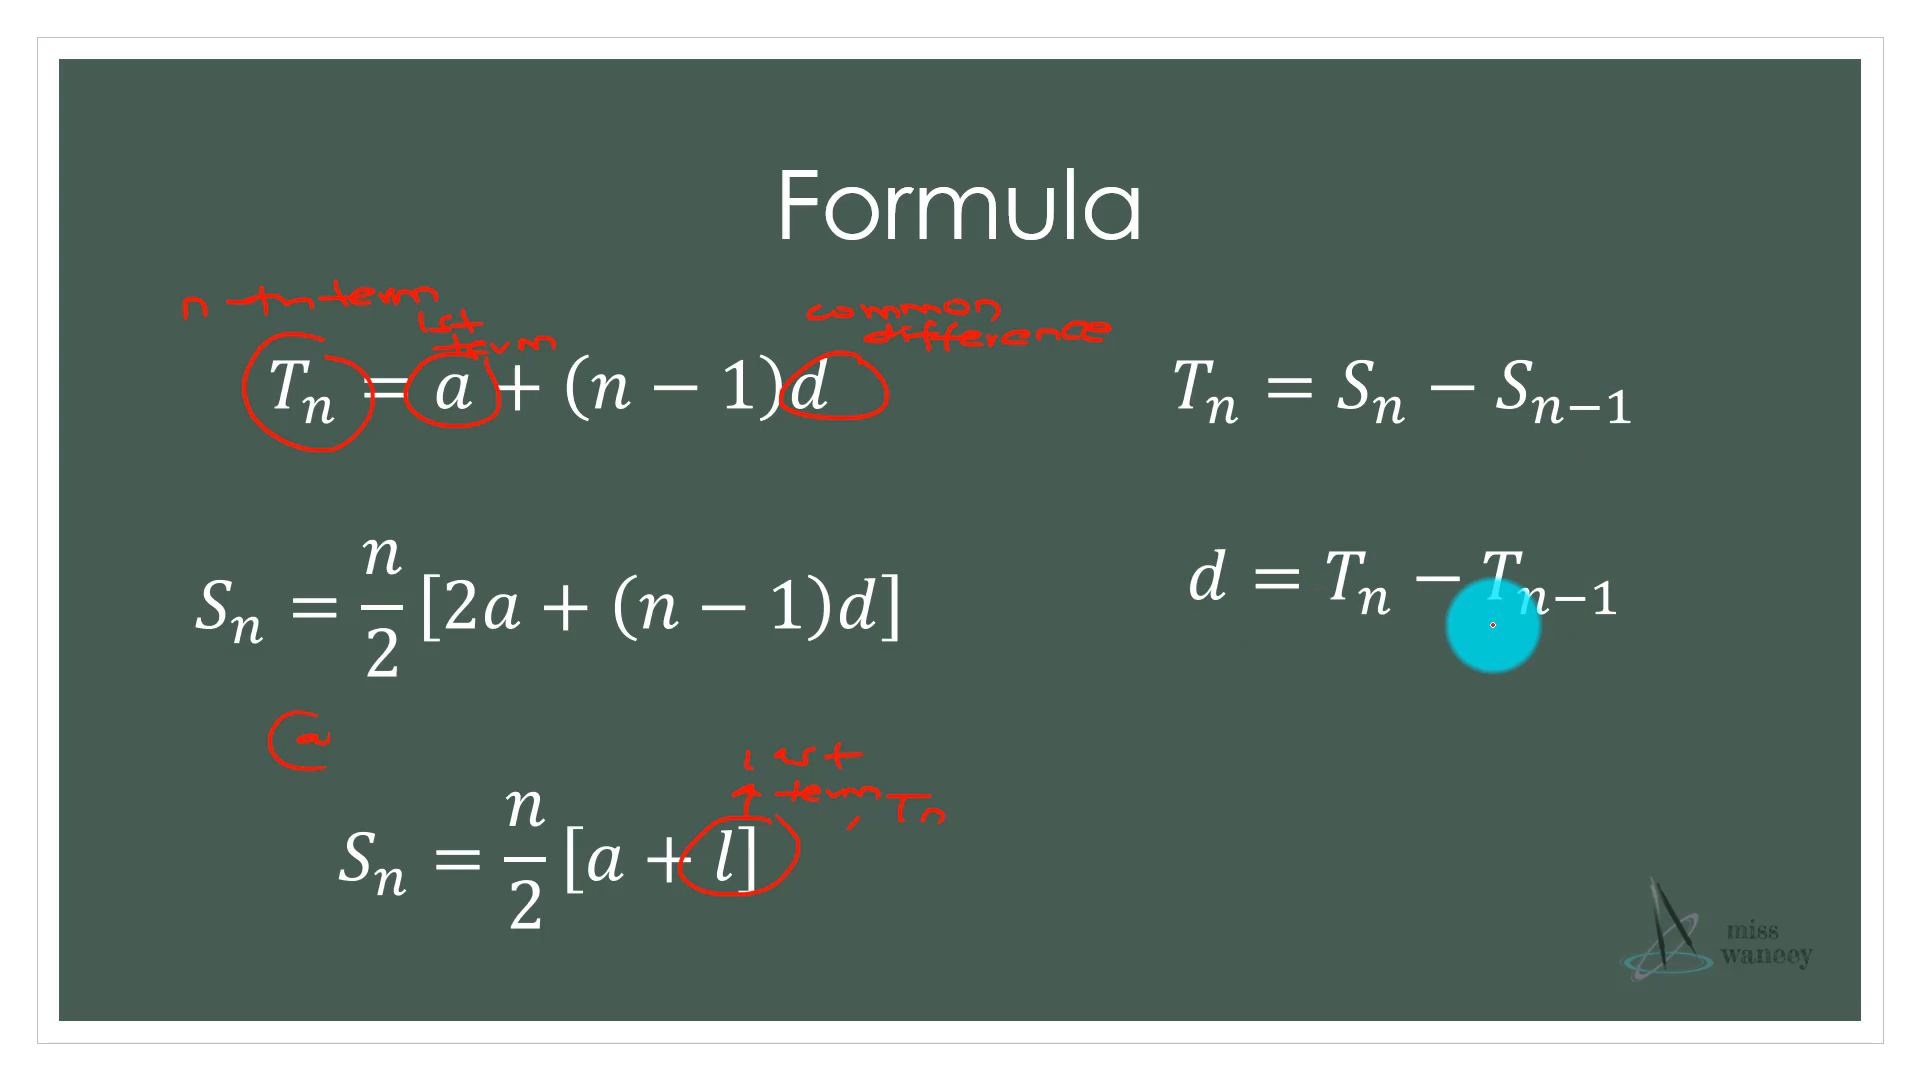 Formula
n-th term
1st
term
common
difference
Tₙ = a + (n − 1)d
Tₙ = Sₙ − Sₙ₋₁
Sₙ = n/2 [2a + (n − 1)d]
d = Tₙ − Tₙ₋₁
a
last
term, Tn
Sₙ = n/2 [a + l]
miss
waneey